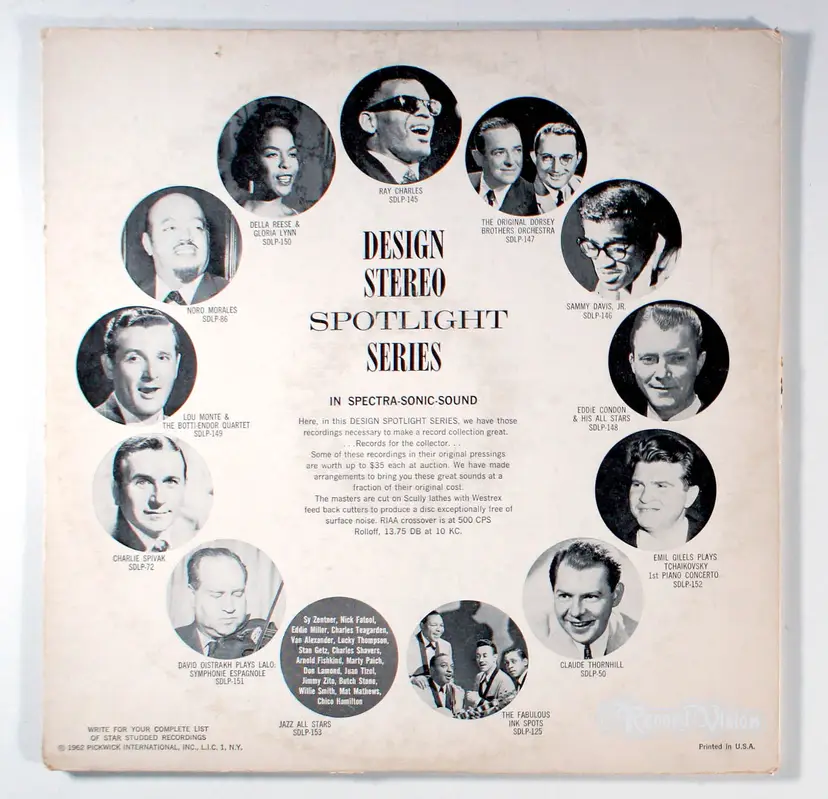 RAY CHARLES
SDLP-145
DELLA REESE &
GLORIA LYNN
SDLP-150
THE ORIGINAL DORSEY
BROTHERS ORCHESTRA
SDLP-147
NORO MORALES
SDLP-86
SAMMY DAVIS, JR.
SDLP-146
DESIGN
STEREO
SPOTLIGHT
SERIES
IN SPECTRA-SONIC-SOUND
Here, in this DESIGN SPOTLIGHT SERIES, we have those
recordings necessary to make a record collection great.
. . .Records for the collector. . .
Some of these recordings in their original pressings
are worth up to $35 each at auction. We have made
arrangements to bring you these great sounds at a
fraction of their original cost.
The masters are cut on Scully lathes with Westrex
feed back cutters to produce a disc exceptionally free of
surface noise. RIAA crossover is at 500 CPS
Rolloff, 13.75 DB at 10 KC.
LOU MONTE &
THE BOTTI-ENDOR QUARTET
SDLP-149
EDDIE CONDON
& HIS ALL STARS
SDLP-148
CHARLIE SPIVAK
SDLP-72
EMIL GILELS PLAYS
TCHAIKOVSKY
1st PIANO CONCERTO
SDLP-152
DAVID OISTRAKH PLAYS LALO:
SYMPHONIE ESPAGNOLE
SDLP-151
CLAUDE THORNHILL
SDLP-50
Sy Zentner, Nick Fatool,
Eddie Miller, Charles Teagarden,
Van Alexander, Lucky Thompson,
Stan Getz, Charles Shavers,
Arnold Fishkind, Marty Paich,
Don Lamond, Juan Tizol,
Jimmy Zito, Butch Stone,
Willie Smith, Mat Mathews,
Chico Hamilton
JAZZ ALL STARS
SDLP-153
THE FABULOUS
INK SPOTS
SDLP-125
WRITE FOR YOUR COMPLETE LIST
OF STAR STUDDED RECORDINGS
© 1962 PICKWICK INTERNATIONAL, INC., L.I.C. 1, N.Y.
Record-Vision
Printed in U.S.A.